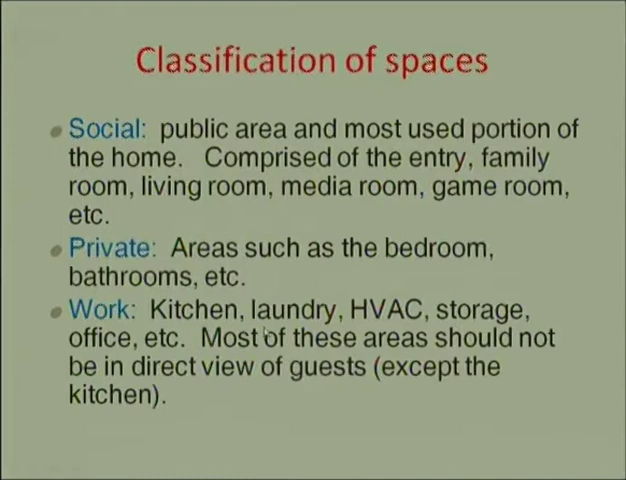 Classification of spaces
Social:  public area and most used portion of
the home.   Comprised of the entry, family
room, living room, media room, game room,
etc.
Private:  Areas such as the bedroom,
bathrooms, etc.
Work:  Kitchen, laundry, HVAC, storage,
office, etc.  Most of these areas should not
be in direct view of guests (except the
kitchen).